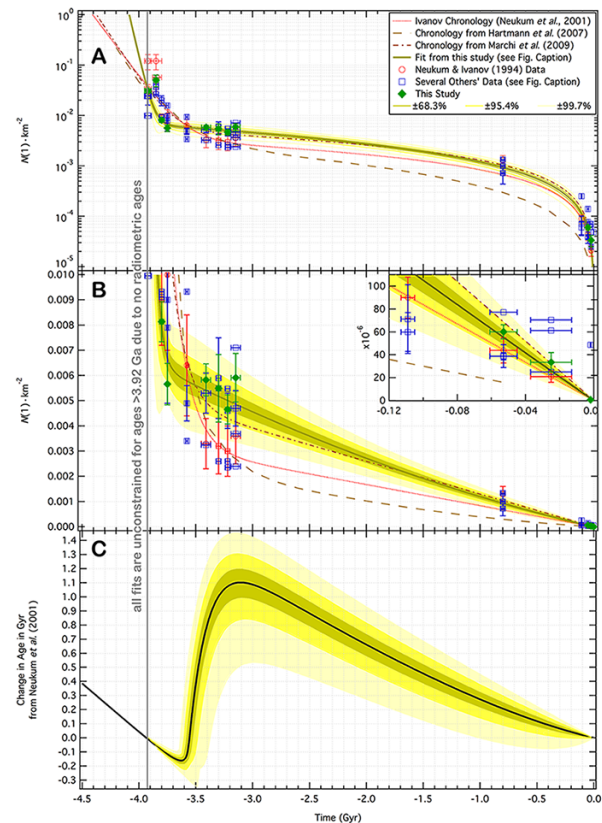 A
Ivanov Chronology (Neukum et al., 2001)
Chronology from Hartmann et al. (2007)
Chronology from Marchi et al. (2009)
Fit from this study (see Fig. Caption)
Neukum & Ivanov (1994) Data
Several Others' Data (see Fig. Caption)
This Study
±68.3% ±95.4% ±99.7%
10⁰
10⁻¹
10⁻²
10⁻³
10⁻⁴
10⁻⁵
N(1)·km⁻²
all fits are unconstrained for ages >3.92 Ga due to no radiometric ages
B
0.010
0.009
0.008
0.007
0.006
0.005
0.004
0.003
0.002
0.001
0.000
N(1)·km⁻²
100
80
60
40
20
0
x10⁻⁶
-0.12 -0.08 -0.04 0.00
C
1.4
1.3
1.2
1.1
1.0
0.9
0.8
0.7
0.6
0.5
0.4
0.3
0.2
0.1
0.0
-0.1
-0.2
-0.3
Change in Age in Gyr
from Neukum et al. (2001)
-4.5 -4.0 -3.5 -3.0 -2.5 -2.0 -1.5 -1.0 -0.5 0.0
Time (Gyr)